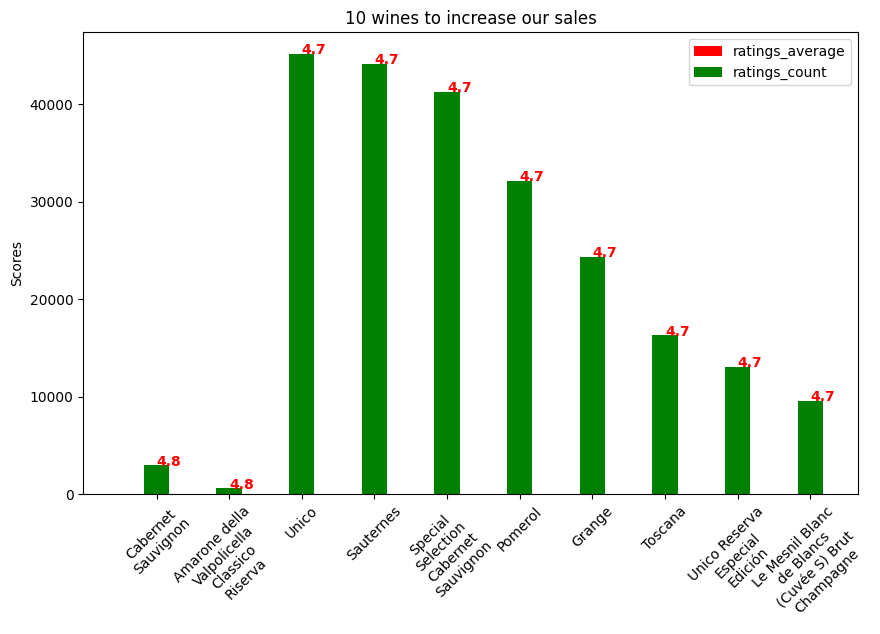 10 wines to increase our sales
ratings_average
ratings_count
Scores
40000
30000
20000
10000
0
4.8
4.8
4.7
4.7
4.7
4.7
4.7
4.7
4.7
4.7
Cabernet
Sauvignon
Amarone della
Valpolicella
Classico
Riserva
Unico
Sauternes
Special
Selection
Cabernet
Sauvignon
Pomerol
Grange
Toscana
Unico Reserva
Especial
Edición
Le Mesnil Blanc
de Blancs
(Cuvée S) Brut
Champagne